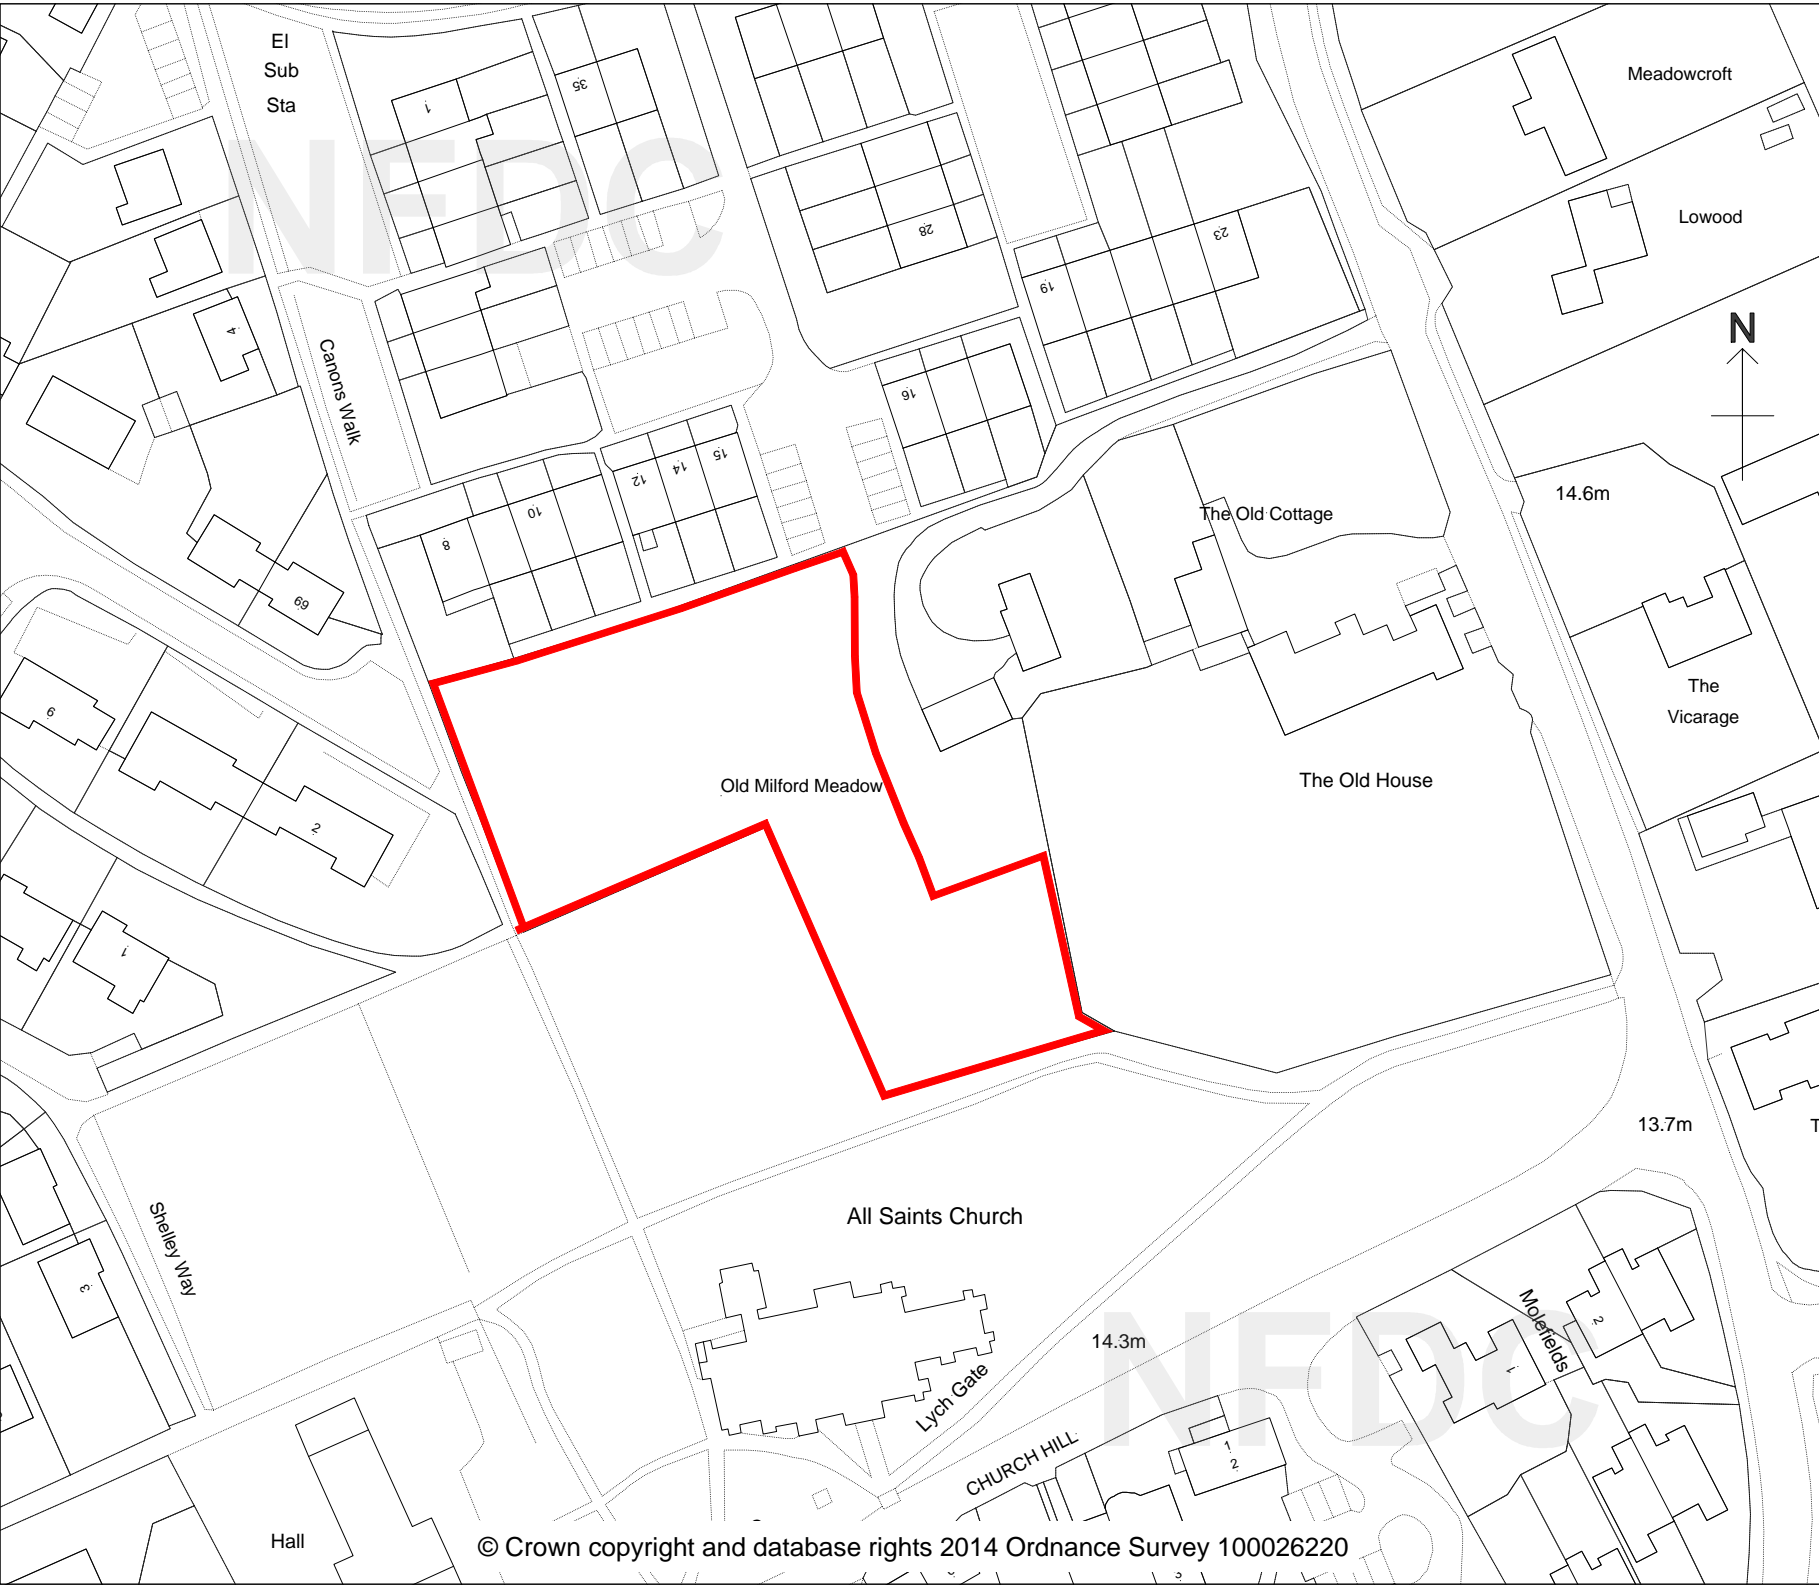 El
Sub
Sta
1
35
Meadowcroft
NFDC
Lowood
28
23
19
4
N
Canons Walk
16
15
14
12
10
8
14.6m
The Old Cottage
69
The
Vicarage
9
Old Milford Meadow
The Old House
2
1
13.7m
T
All Saints Church
Shelley Way
3
Molefields
2
1
14.3m
NFDC
Lych Gate
CHURCH HILL
1
2
Hall
© Crown copyright and database rights 2014 Ordnance Survey 100026220